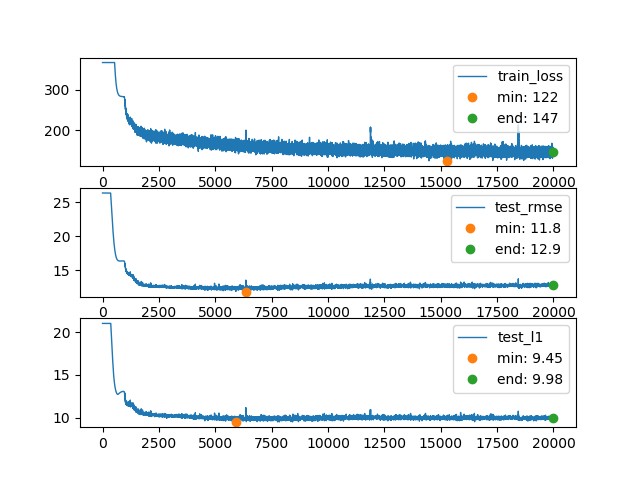 300
200
train_loss
min: 122
end: 147
0 2500 5000 7500 10000 12500 15000 17500 20000
25
20
15
test_rmse
min: 11.8
end: 12.9
0 2500 5000 7500 10000 12500 15000 17500 20000
20
15
10
test_l1
min: 9.45
end: 9.98
0 2500 5000 7500 10000 12500 15000 17500 20000